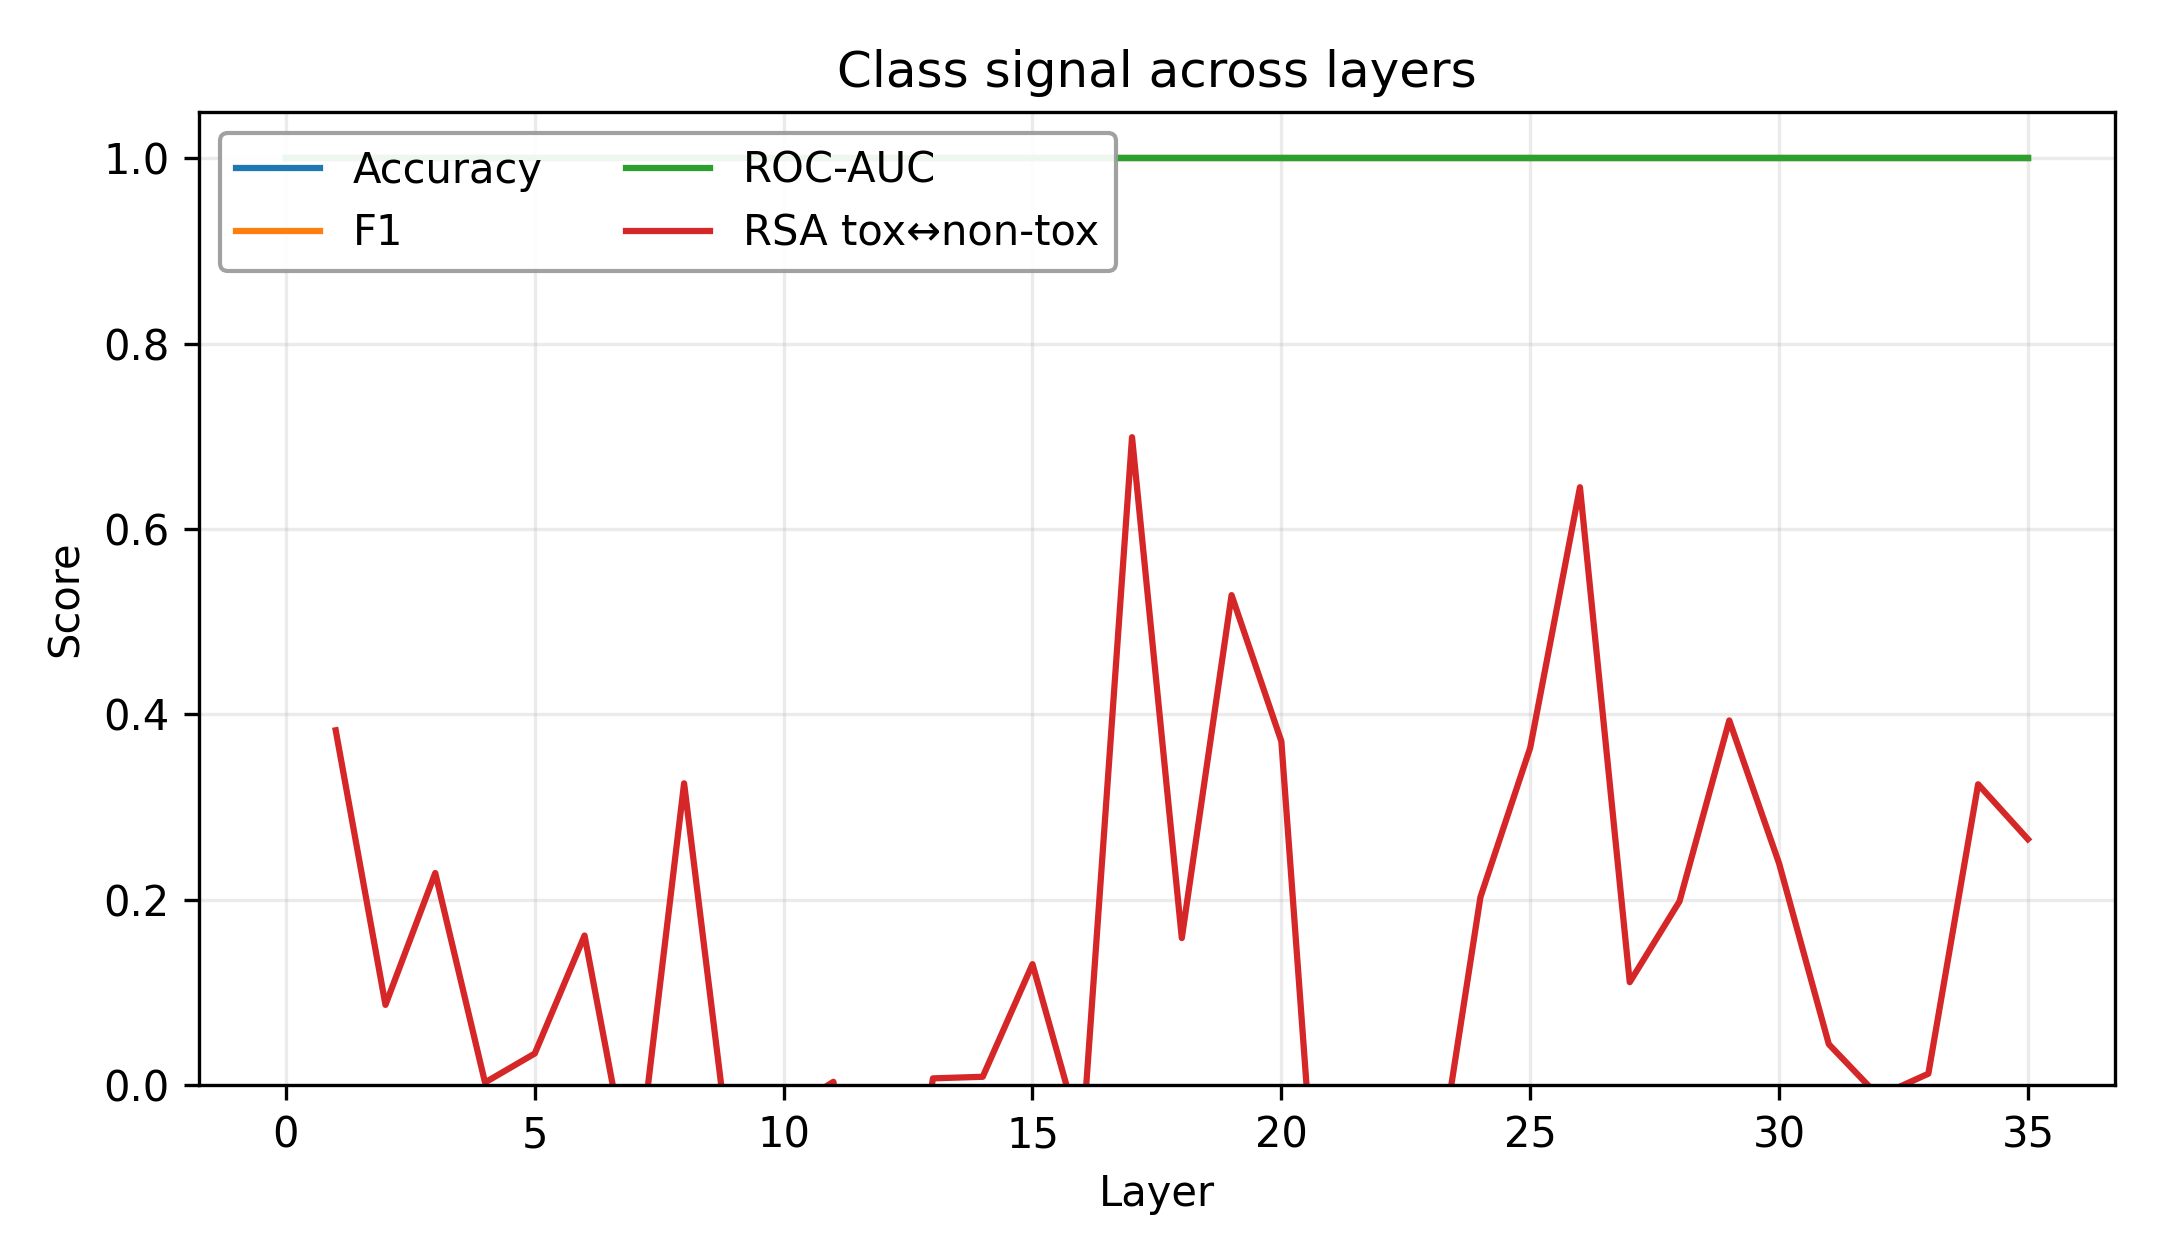 Class signal across layers
Accuracy
F1
ROC-AUC
RSA tox↔non-tox
1.0
0.8
0.6
0.4
0.2
0.0
Score
0 5 10 15 20 25 30 35
Layer